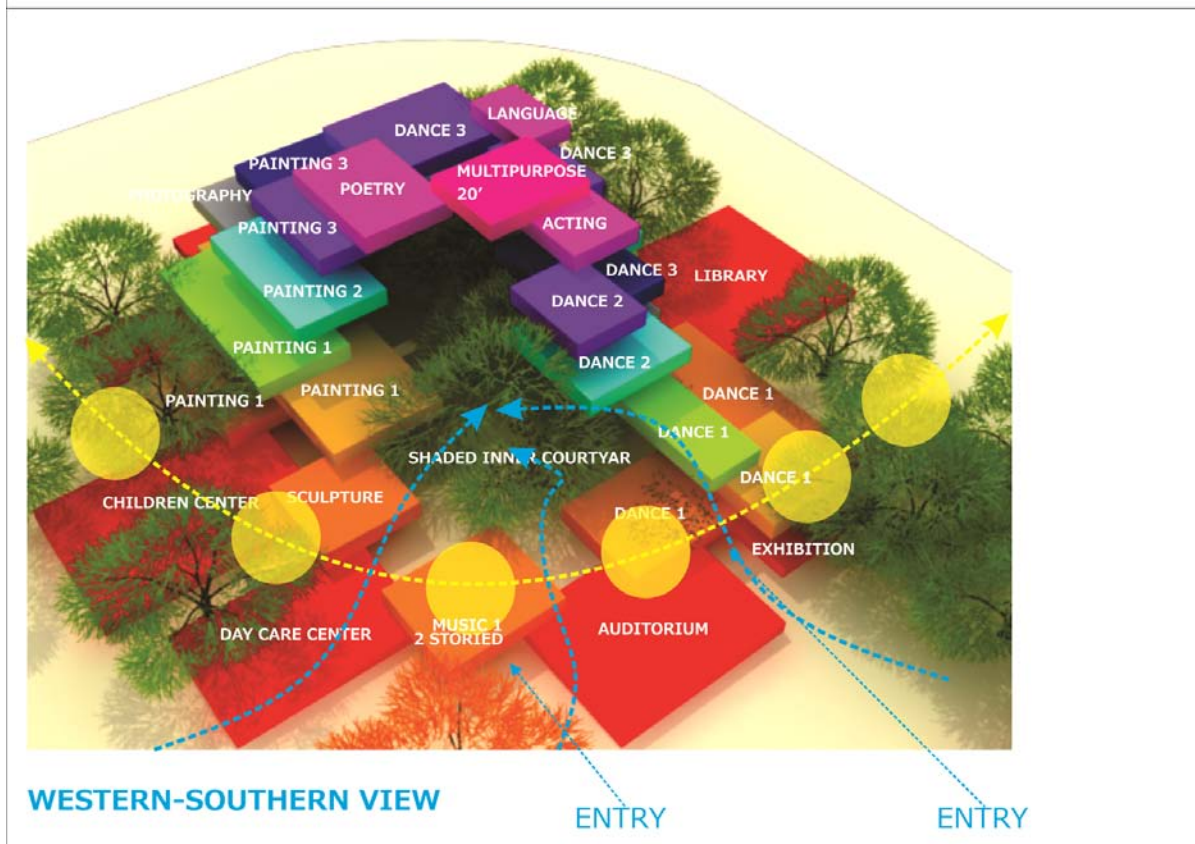 LANGUAGE
DANCE 3
DANCE 3
PAINTING 3
MULTIPURPOSE
20’
POETRY
ACTING
PAINTING 3
DANCE 3
LIBRARY
PAINTING 2
DANCE 2
PAINTING 1
DANCE 2
PAINTING 1
DANCE 1
PAINTING 1
DANCE 1
SHADED INNER COURTYAR
DANCE 1
CHILDREN CENTER
SCULPTURE
DANCE 1
EXHIBITION
MUSIC 1
2 STORIED
DAY CARE CENTER
AUDITORIUM
WESTERN-SOUTHERN VIEW
ENTRY
ENTRY